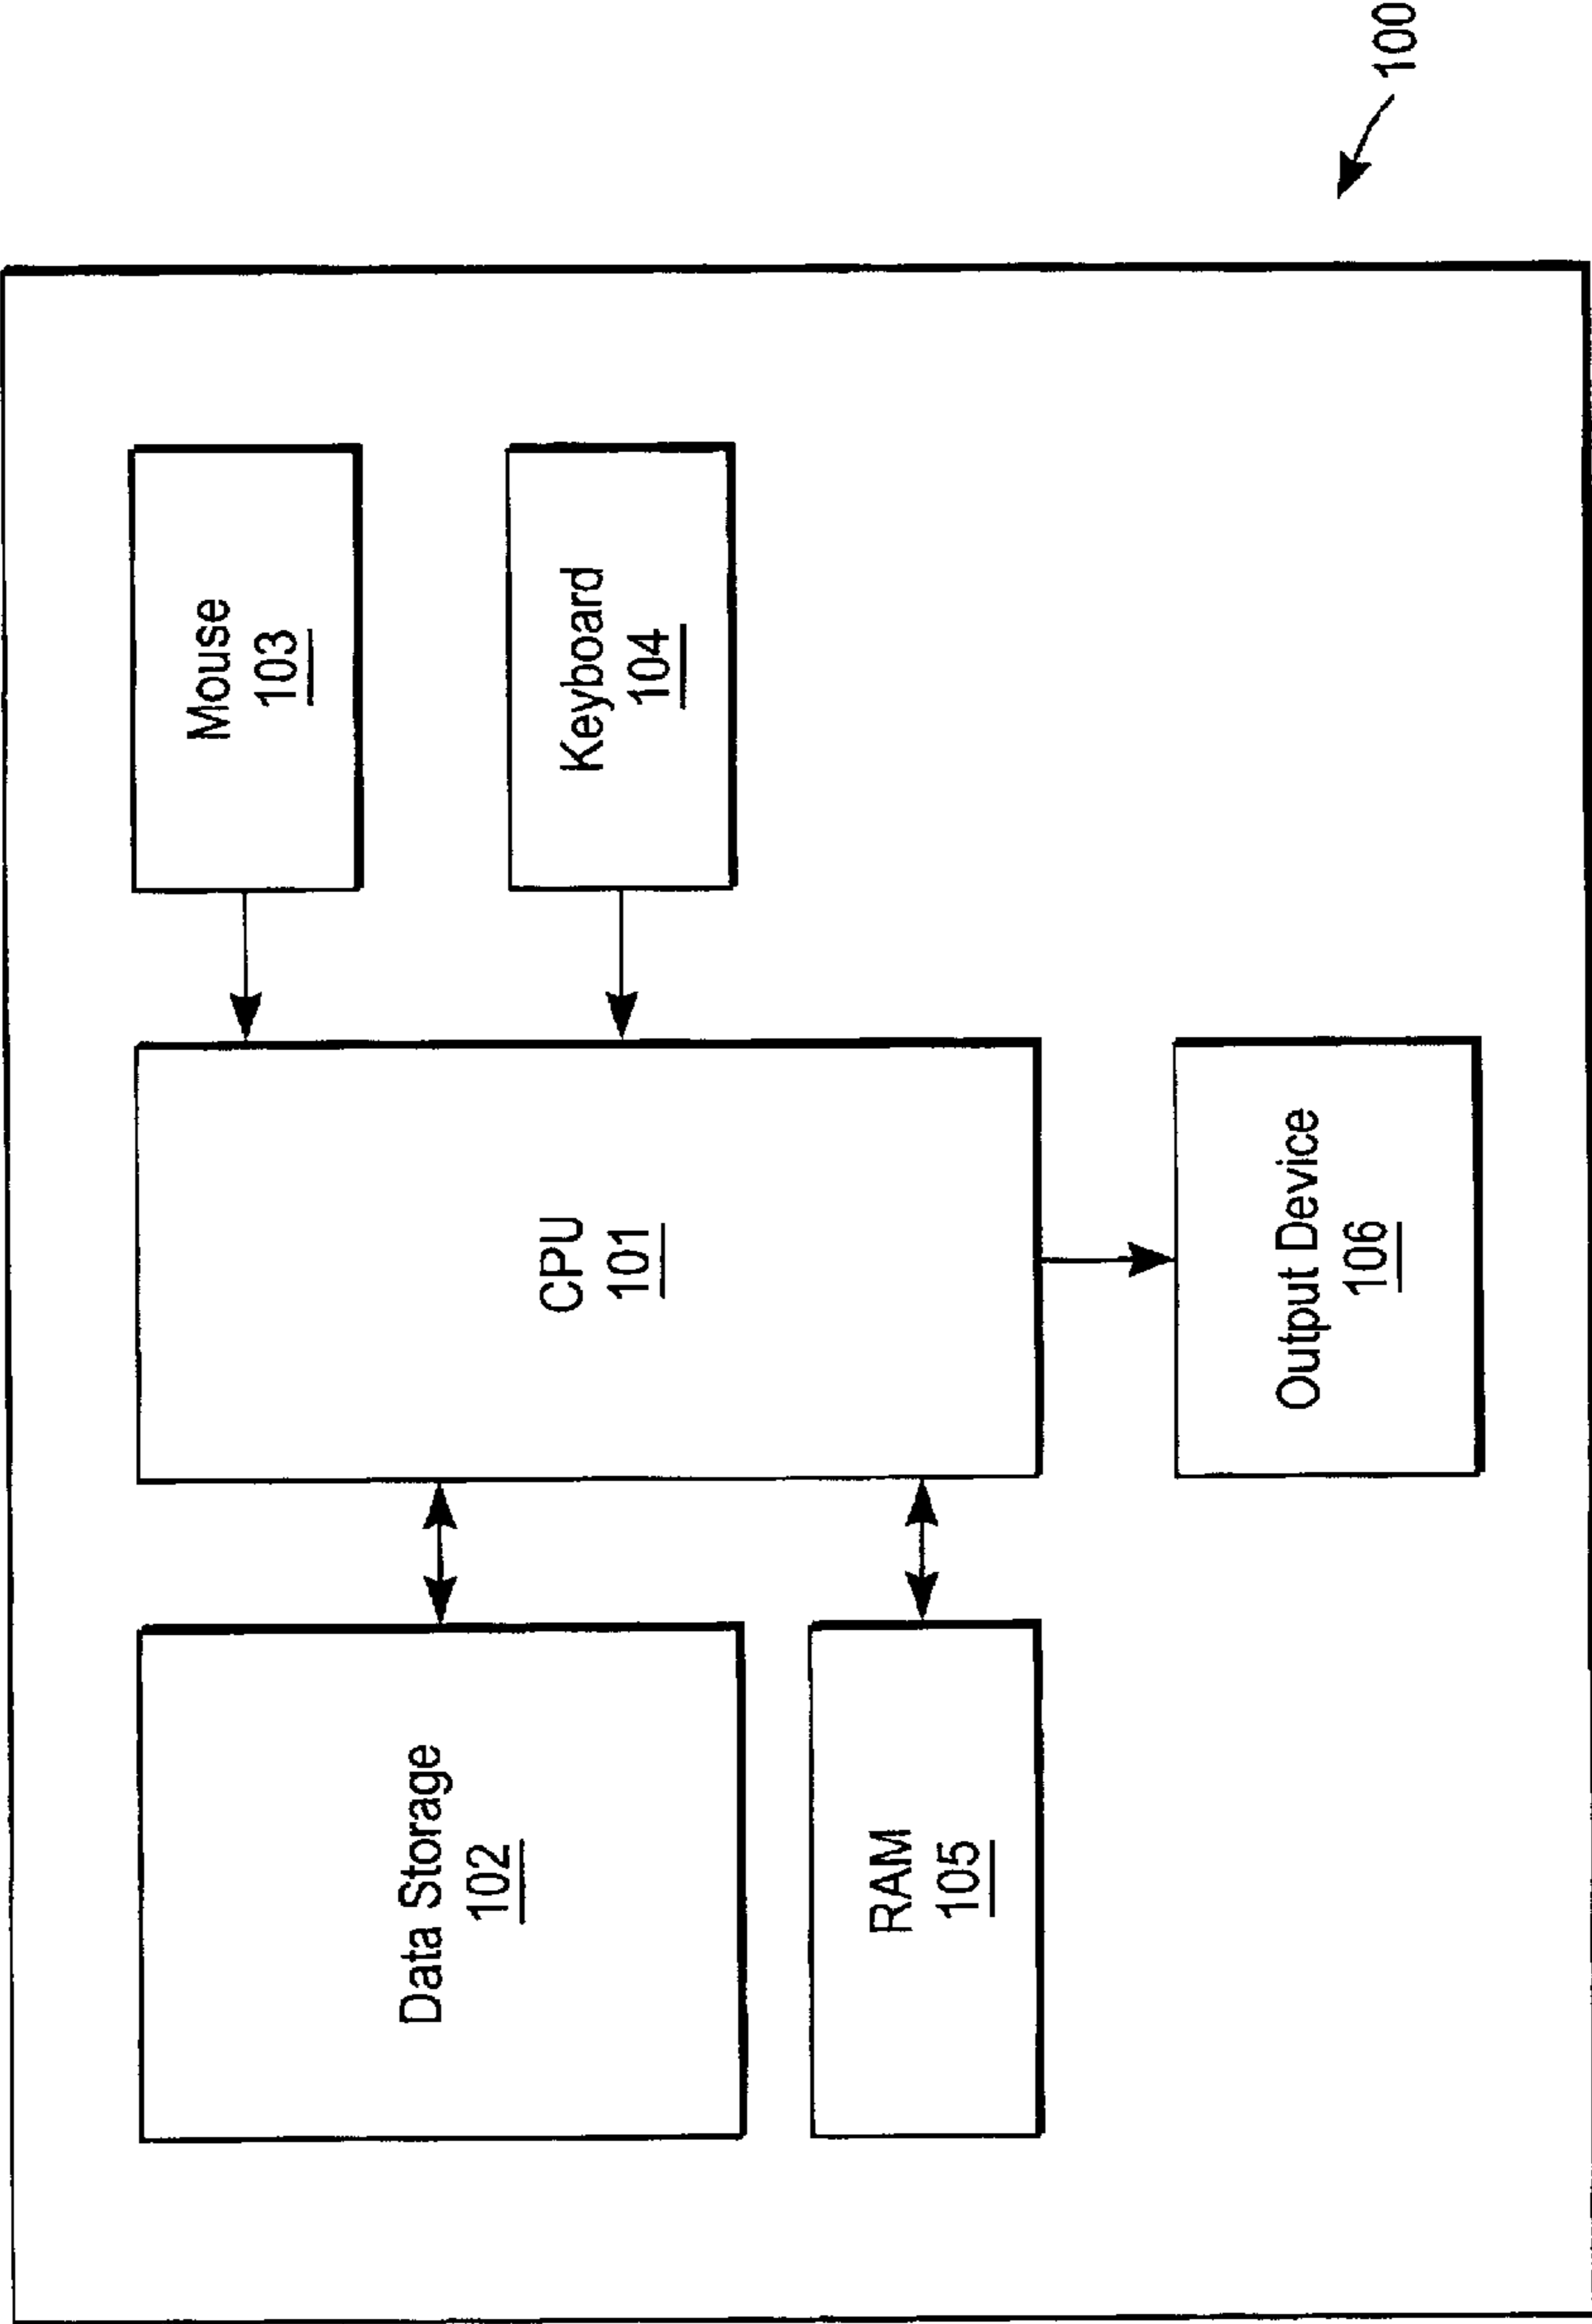 Data Storage
102
RAM
105
CPU
101
Output Device
106
Mouse
103
Keyboard
104
100